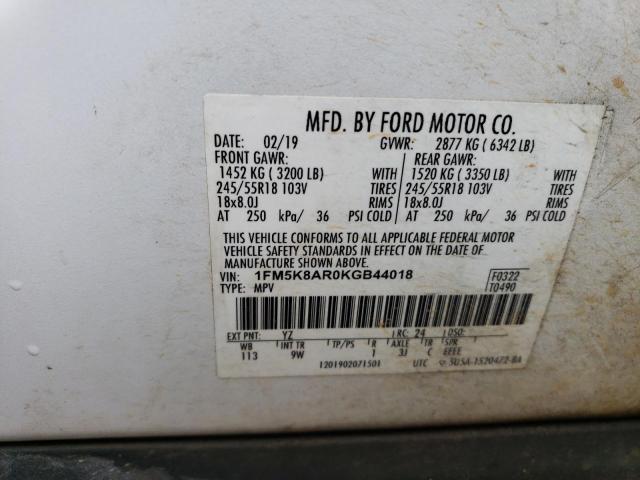 MFD. BY FORD MOTOR CO.
DATE: 02/19 GVWR: 2877 KG ( 6342 LB)
FRONT GAWR: REAR GAWR:
1452 KG ( 3200 LB) WITH 1520 KG ( 3350 LB) WITH
245/55R18 103V TIRES 245/55R18 103V TIRES
18x8.0J RIMS 18x8.0J RIMS
AT 250 kPa/ 36 PSI COLD AT 250 kPa/ 36 PSI COLD
THIS VEHICLE CONFORMS TO ALL APPLICABLE FEDERAL MOTOR
VEHICLE SAFETY STANDARDS IN EFFECT ON THE DATE OF
MANUFACTURE SHOWN ABOVE.
VIN: 1FM5K8AR0KGB44018 F0322
TYPE: MPV T0490
EXT PNT: YZ RC: 24 DSO:
WB INT TR TP/PS R AXLE TR SPR
113 9W 1 3J C EEEE
1201902071501 UTC 5U5A-1520472-BA